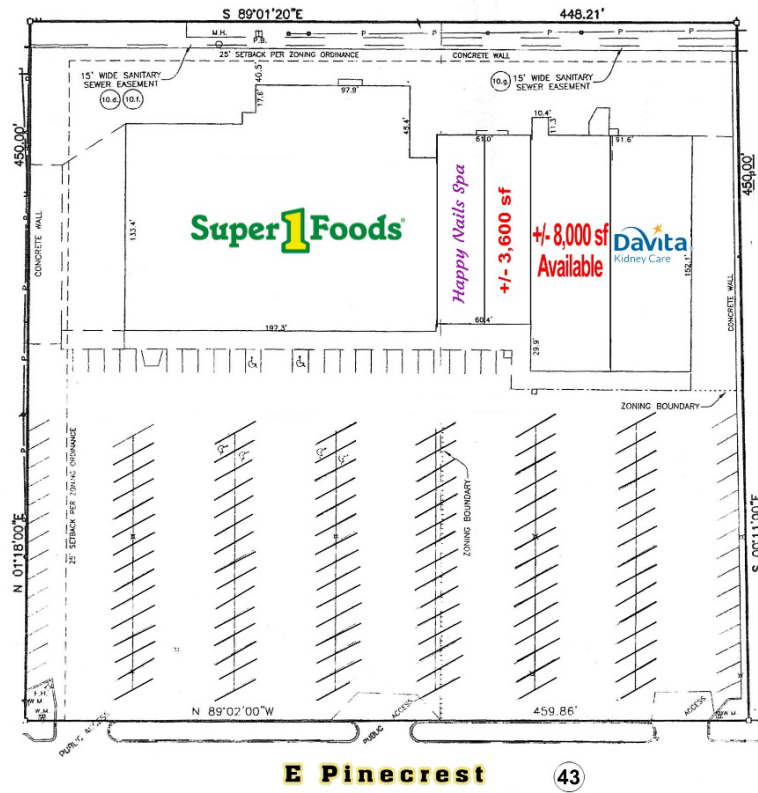 S 89°01'20"E
448.21'
M.H.
P.B.
P
P
P
P
25' SETBACK PER ZONING ORDINANCE
CONCRETE WALL
15' WIDE SANITARY
SEWER EASEMENT
10.d.
10.f.
10.g.
15' WIDE SANITARY
SEWER EASEMENT
40.5'
17.6'
97.9'
45.4'
10.4'
11.3'
61.0'
91.6'
450.00'
450.00'
CONCRETE WALL
133.4'
Super 1 Foods
Happy Nails Spa
+/- 3,600 sf
+/- 8,000 sf
Available
DaVita
Kidney Care
152.1'
CONCRETE WALL
197.3'
60.4'
29.9'
ZONING BOUNDARY
25' SETBACK PER ZONING ORDINANCE
ZONING BOUNDARY
N 01°18'00"E
S 00°11'00"E
F.H.
W.M.
W.M.
N 89°02'00"W
459.86'
W.M.
PUBLIC ACCESS
PUBLIC
ACCESS
ACCESS
E Pinecrest
43